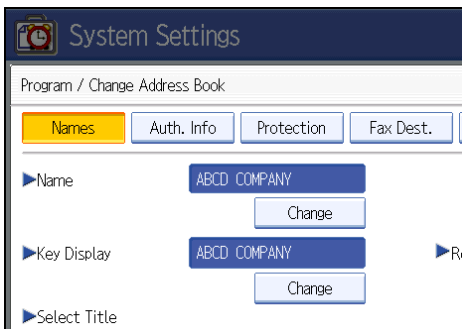 System Settings
Program / Change Address Book
Names Auth. Info Protection Fax Dest.
Name ABCD COMPANY
Change
Key Display ABCD COMPANY
Change
Select Title